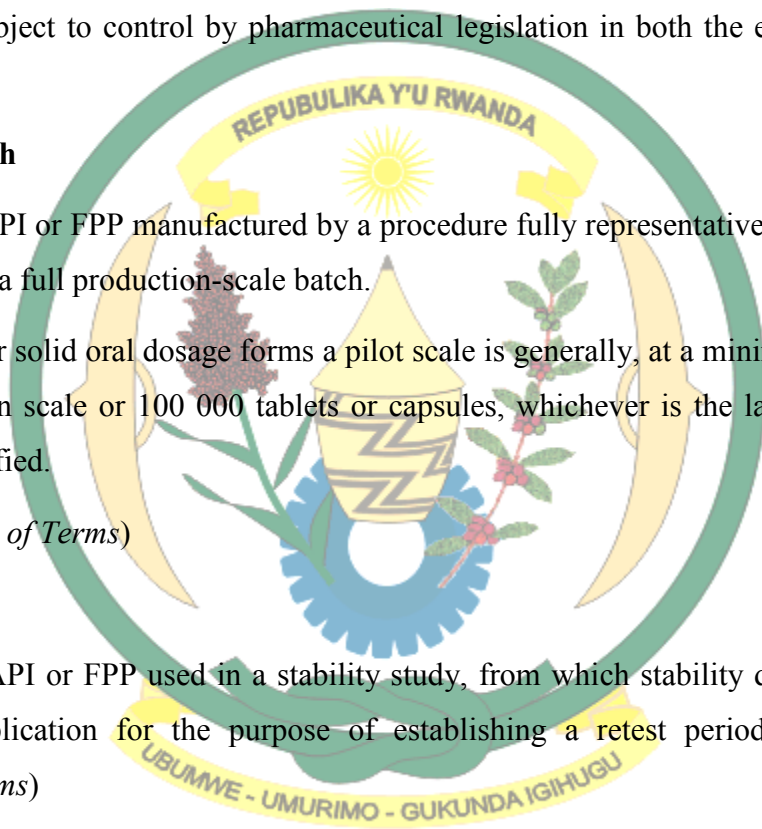 bject to control by pharmaceutical legislation in both the e
REPUBULIKA Y'U RWANDA
h
PI or FPP manufactured by a procedure fully representative
a full production-scale batch.
r solid oral dosage forms a pilot scale is generally, at a mini
n scale or 100 000 tablets or capsules, whichever is the la
fied.
of Terms)
API or FPP used in a stability study, from which stability d
plication for the purpose of establishing a retest period
ms)
UBUMWE - UMURIMO - GUKUNDA IGIHUGU